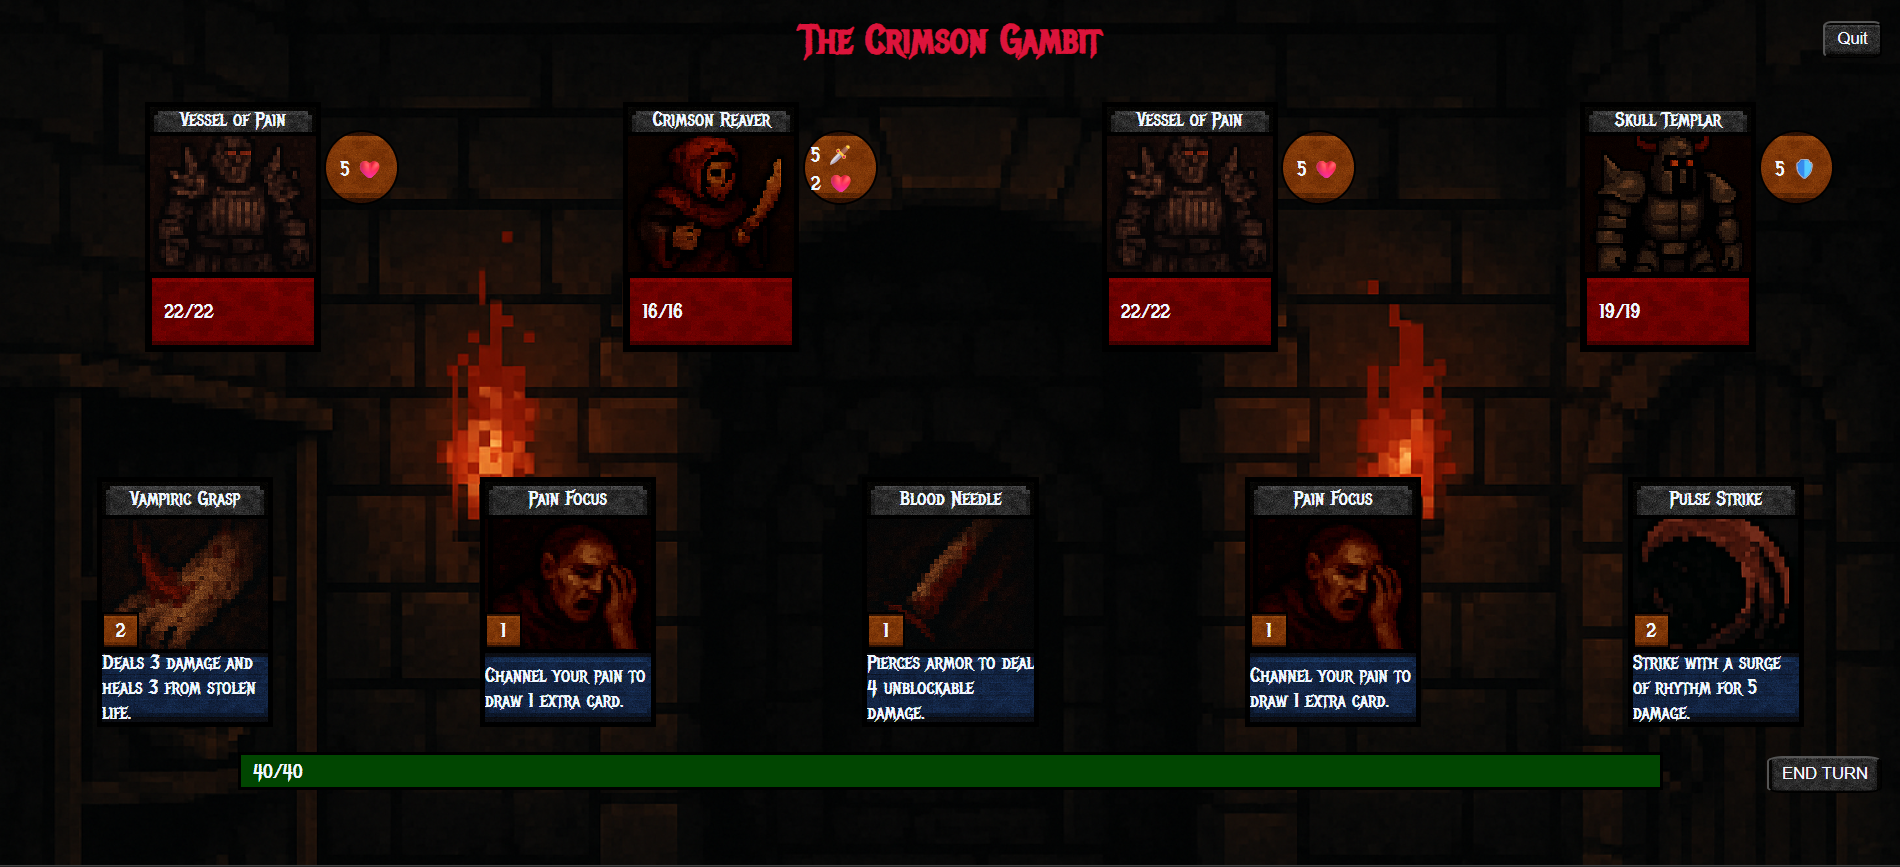 The Crimson Gambit
Quit
Vessel of Pain
5
22/22
Crimson Reaver
5
2
16/16
Vessel of Pain
5
22/22
Skull Templar
5
19/19
Vampiric Grasp
2
Deals 3 damage and
heals 3 from stolen
life.
Pain Focus
1
Channel your pain to
draw 1 extra card.
Blood Needle
1
Pierces armor to deal
4 unblockable
damage.
Pain Focus
1
Channel your pain to
draw 1 extra card.
Pulse Strike
2
Strike with a surge
of rhythm for 5
damage.
40/40
END TURN